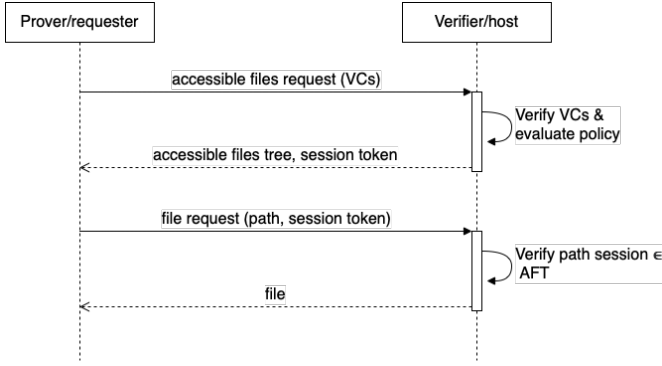 Prover/requester
Verifier/host
accessible files request (VCs)
Verify VCs &
evaluate policy
accessible files tree, session token
file request (path, session token)
Verify path session ∈
AFT
file